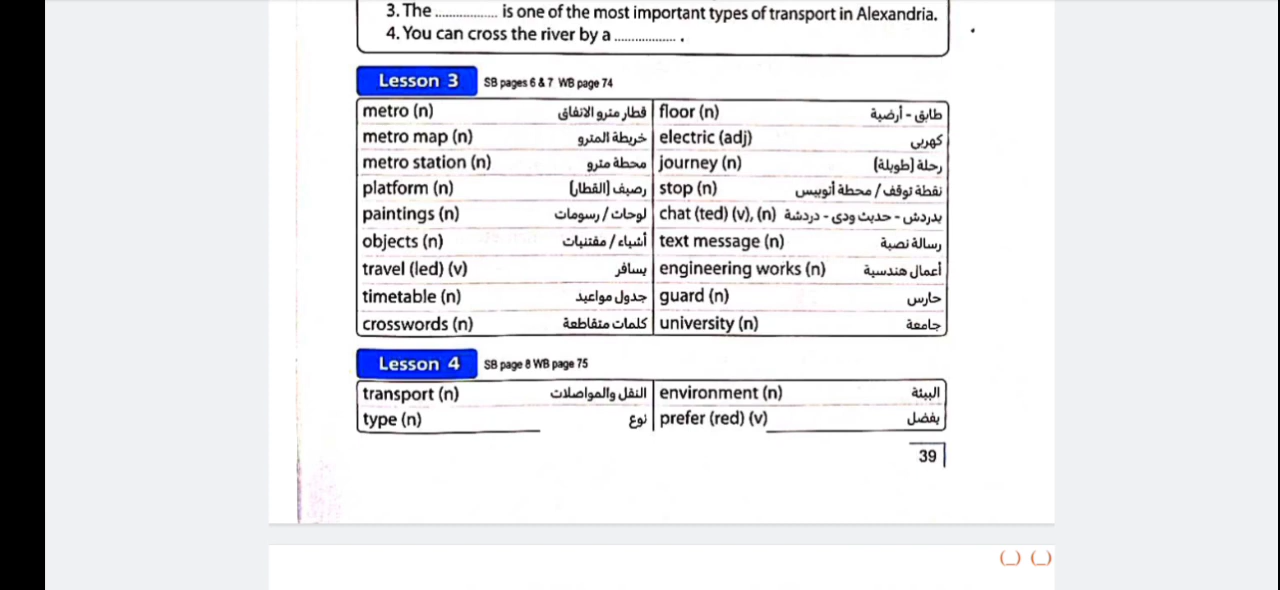 3. The ................. is one of the most important types of transport in Alexandria.
4. You can cross the river by a ................. .
Lesson 3 SB pages 6 & 7 WB page 74
metro (n) قطار مترو الانفاق floor (n) طابق - أرضية
metro map (n) خريطة المترو electric (adj) كهربى
metro station (n) محطة مترو journey (n) رحلة (طويلة)
platform (n) رصيف (القطار) stop (n) نقطة توقف / محطة أتوبيس
paintings (n) لوحات / رسومات chat (ted) (v), (n) يدردش - حديث ودى - دردشة
objects (n) أشياء / مقتنيات text message (n) رسالة نصية
travel (led) (v) يسافر engineering works (n) أعمال هندسية
timetable (n) جدول مواعيد guard (n) حارس
crosswords (n) كلمات متقاطعة university (n) جامعة
Lesson 4 SB page 8 WB page 75
transport (n) النقل والمواصلات environment (n) البيئة
type (n) نوع prefer (red) (v) يفضل
39
(_) (_)